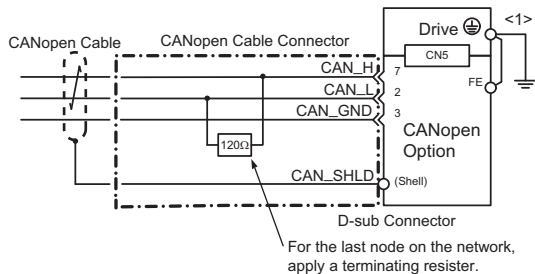 Drive
<1>
CANopen Cable
CANopen Cable Connector
CN5
CAN_H
7
FE
CAN_L
2
CAN_GND
3
CANopen
Option
120Ω
CAN_SHLD
(Shell)
D-sub Connector
For the last node on the network,
apply a terminating resister.